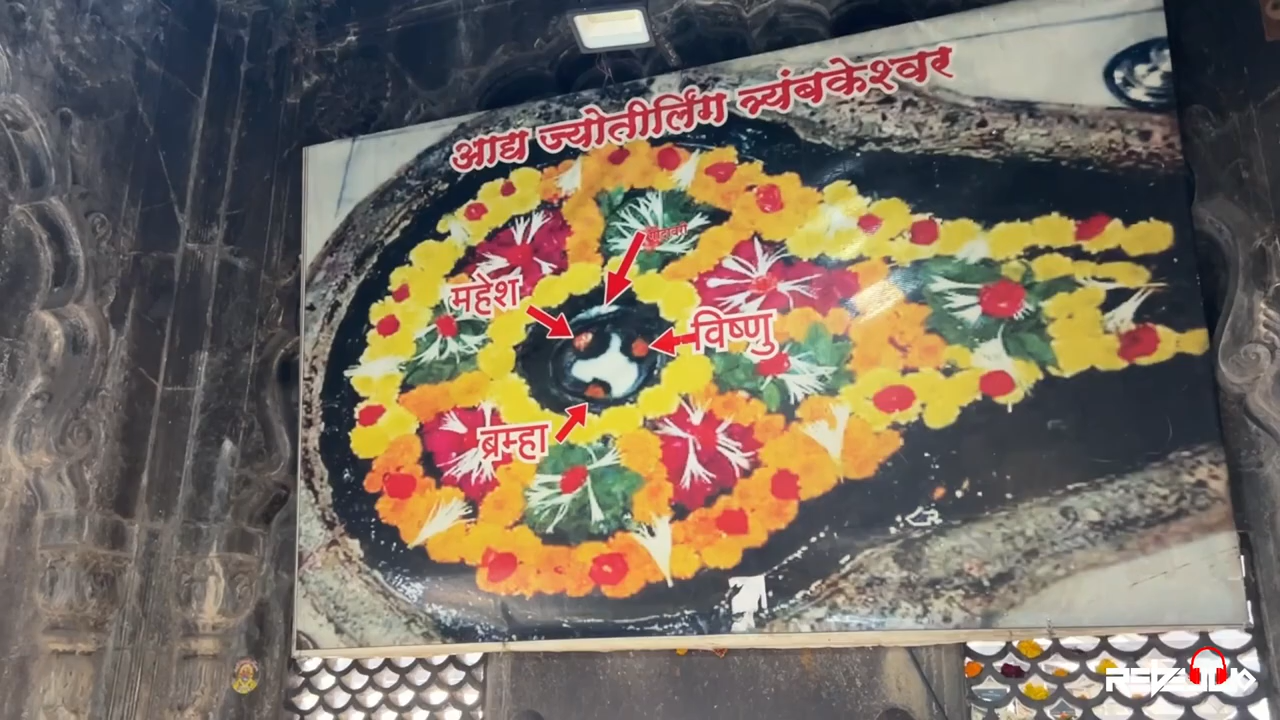 आद्य ज्योतीर्लिंग त्र्यंबकेश्वर
महेश
विष्णु
ब्रम्हा